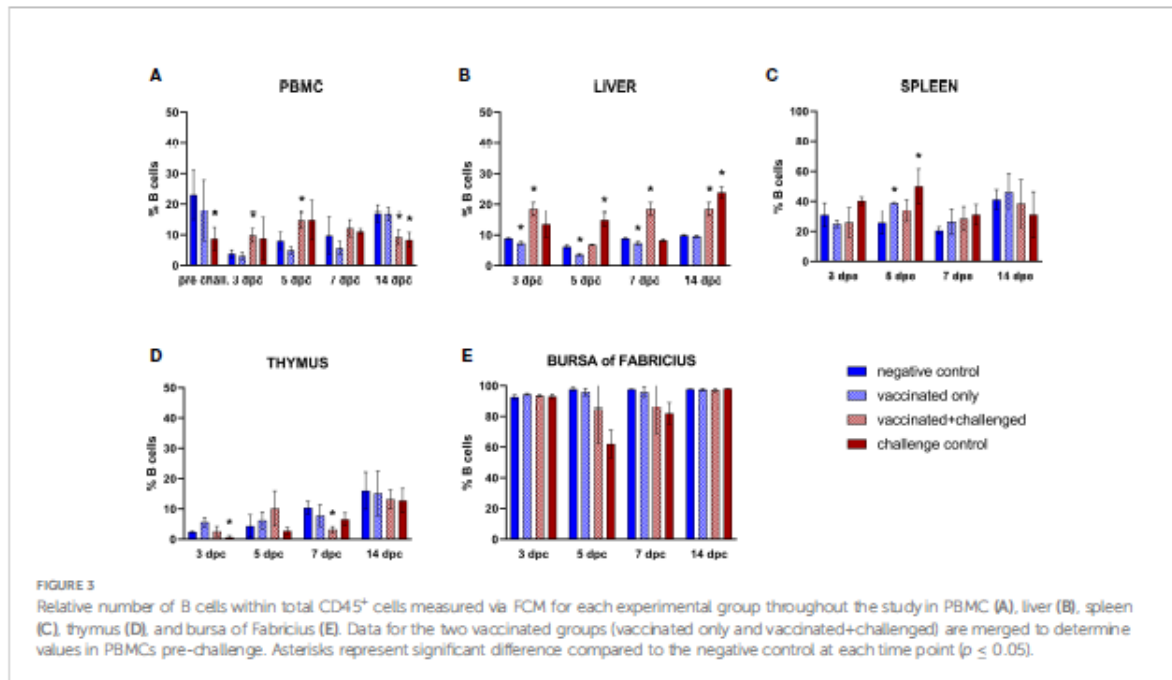 A
PBMC
% B cells
50
40
30
20
10
0
*
*
*
*
*
pre chall. 3 dpc 5 dpc 7 dpc 14 dpc
B
LIVER
% B cells
50
40
30
20
10
0
*
*
*
*
*
*
*
*
3 dpc 5 dpc 7 dpc 14 dpc
C
SPLEEN
% B cells
100
80
60
40
20
0
*
*
3 dpc 5 dpc 7 dpc 14 dpc
D
THYMUS
% B cells
50
40
30
20
10
0
*
*
3 dpc 5 dpc 7 dpc 14 dpc
E
BURSA of FABRICIUS
% B cells
100
80
60
40
20
0
3 dpc 5 dpc 7 dpc 14 dpc
negative control
vaccinated only
vaccinated+challenged
challenge control
FIGURE 3
Relative number of B cells within total CD45⁺ cells measured via FCM for each experimental group throughout the study in PBMC (A), liver (B), spleen
(C), thymus (D), and bursa of Fabricius (E). Data for the two vaccinated groups (vaccinated only and vaccinated+challenged) are merged to determine
values in PBMCs pre-challenge. Asterisks represent significant difference compared to the negative control at each time point (p ≤ 0.05).